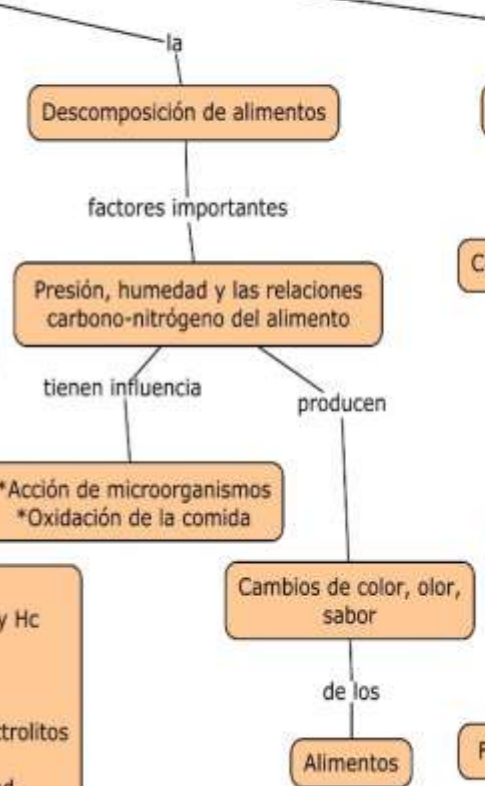 la
Descomposición de alimentos
factores importantes
Presión, humedad y las relaciones
carbono-nitrógeno del alimento
tienen influencia
producen
*Acción de microorganismos
*Oxidación de la comida
Cambios de color, olor,
sabor
y Hc
de los
Alimentos